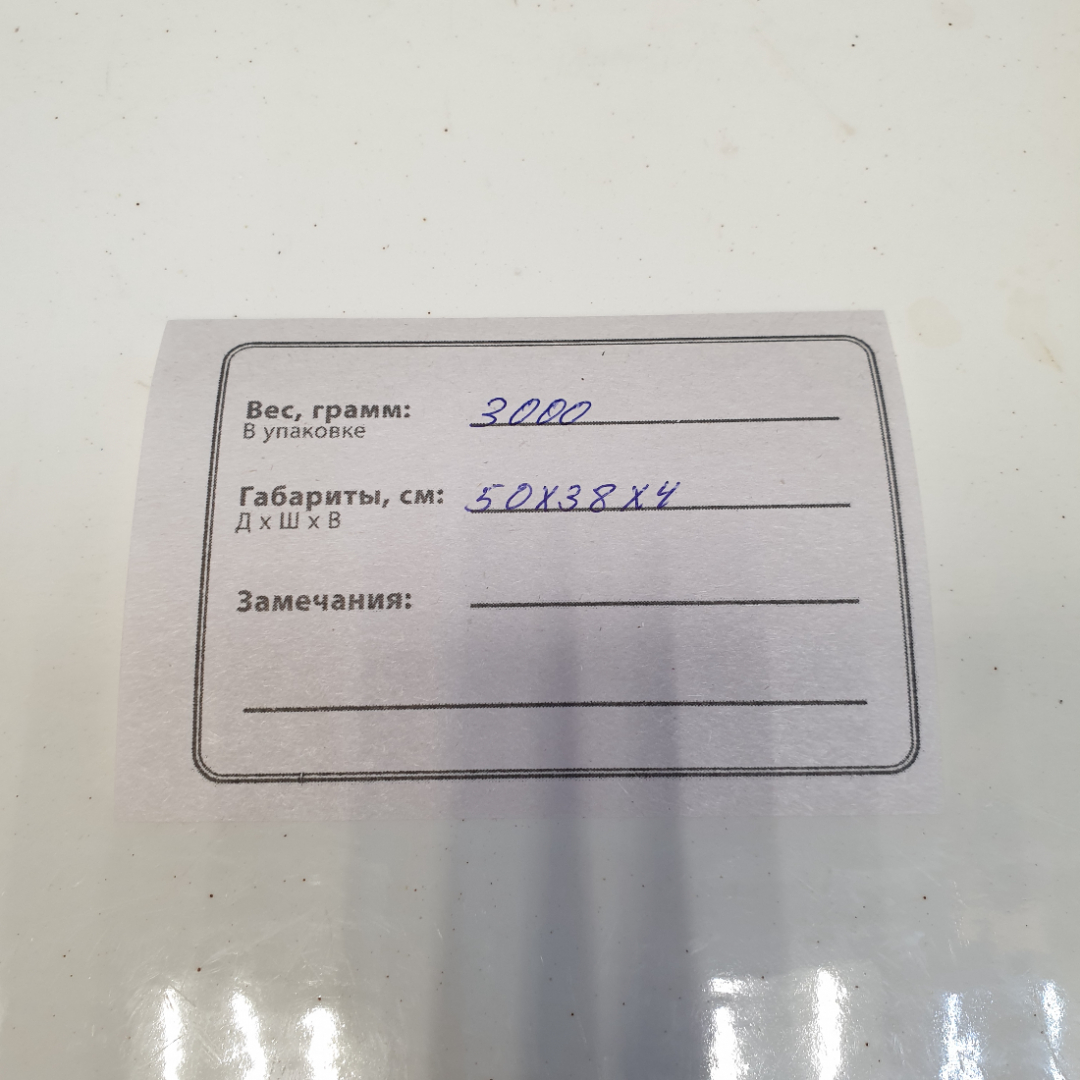 Вес, грамм: 3000
В упаковке
Габариты, см: 50х38х4
Д х Ш х В
Замечания: